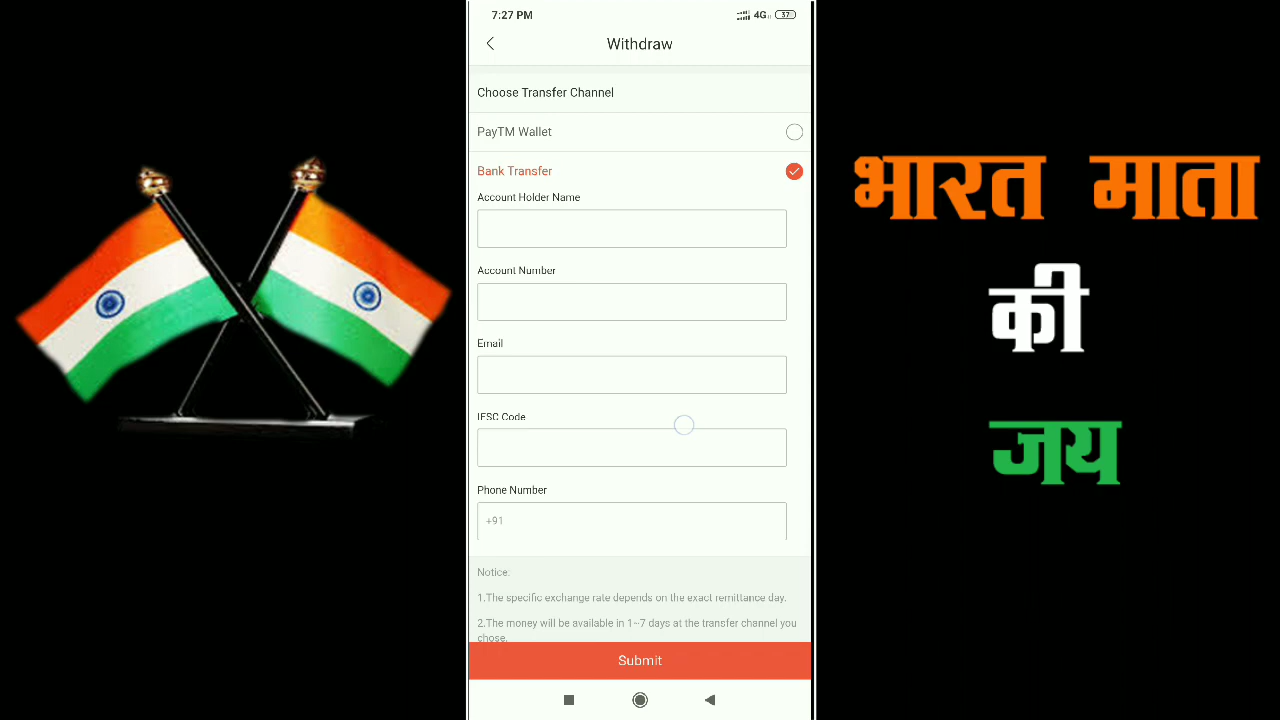 7:27 PM
4G
37
Withdraw
Choose Transfer Channel
PayTM Wallet
Bank Transfer
Account Holder Name
Account Number
Email
IFSC Code
Phone Number
+91
Notice:
1.The specific exchange rate depends on the exact remittance day.
2.The money will be available in 1~7 days at the transfer channel you
chose.
Submit
भारत माता
की
जय